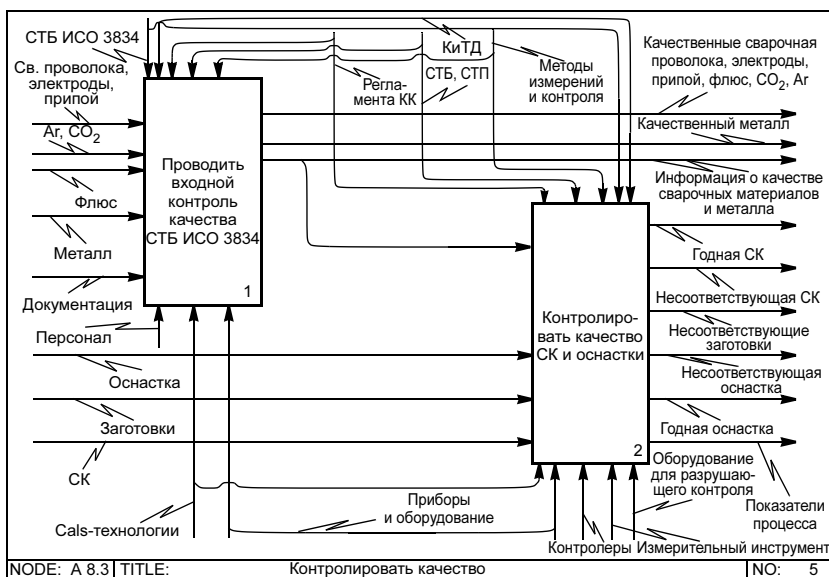 СТБ ИСО 3834
Св. проволока,
электроды,
припой
Ar, CO2
Флюс
Металл
Документация
Персонал
Оснастка
Заготовки
СК
Cals-технологии
Проводить
входной
контроль
качества
СТБ ИСО 3834
1
КиТД
Регла-
мента КК
СТБ, СТП
Методы
измерений
и контроля
Качественные сварочная
проволока, электроды,
припой, флюс, CO2, Ar
Качественный металл
Информация о качестве
сварочных материалов
и металла
Контролиро-
вать качество
СК и оснастки
2
Годная СК
Несоответствующая СК
Несоответствующие
заготовки
Несоответствующая
оснастка
Годная оснастка
Оборудование
для разрушаю-
щего контроля
Показатели
процесса
Приборы
и оборудование
Контролеры
Измерительный инструмент
NODE: A 8.3
TITLE:
Контролировать качество
NO: 5